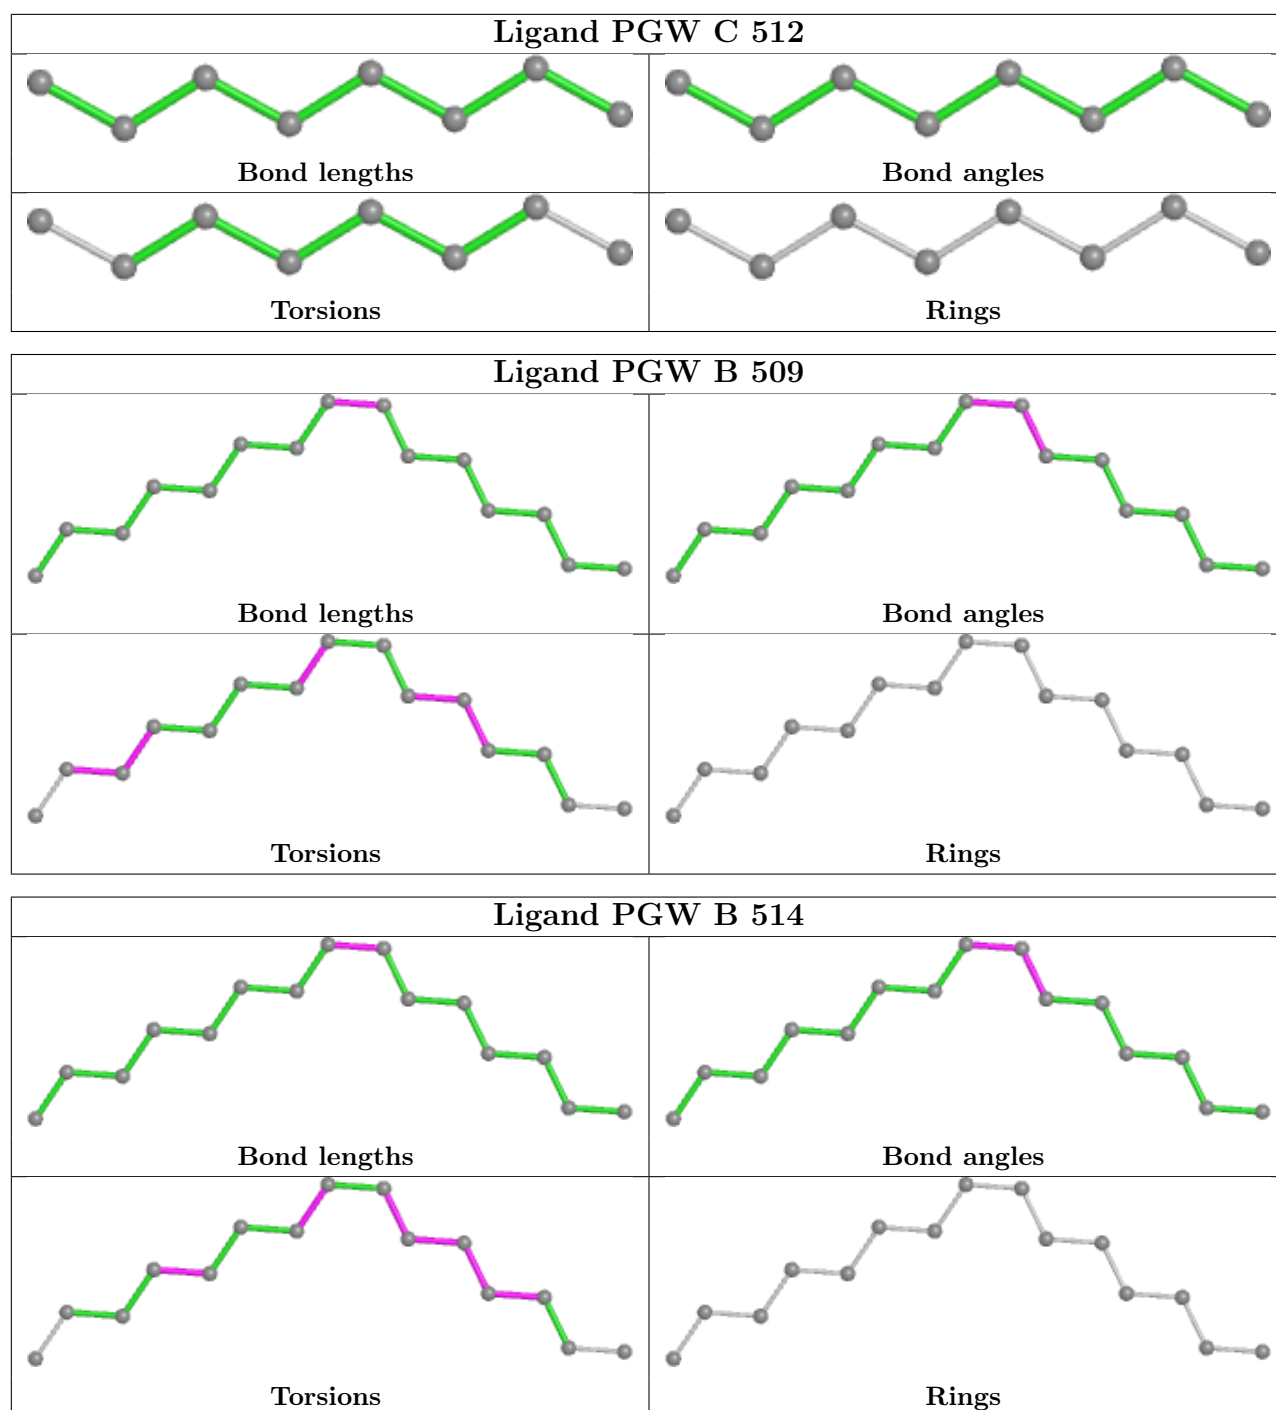 Ligand PGW C 512
Bond lengths
Bond angles
Torsions
Rings
Ligand PGW B 509
Bond lengths
Bond angles
Torsions
Rings
Ligand PGW B 514
Bond lengths
Bond angles
Torsions
Rings